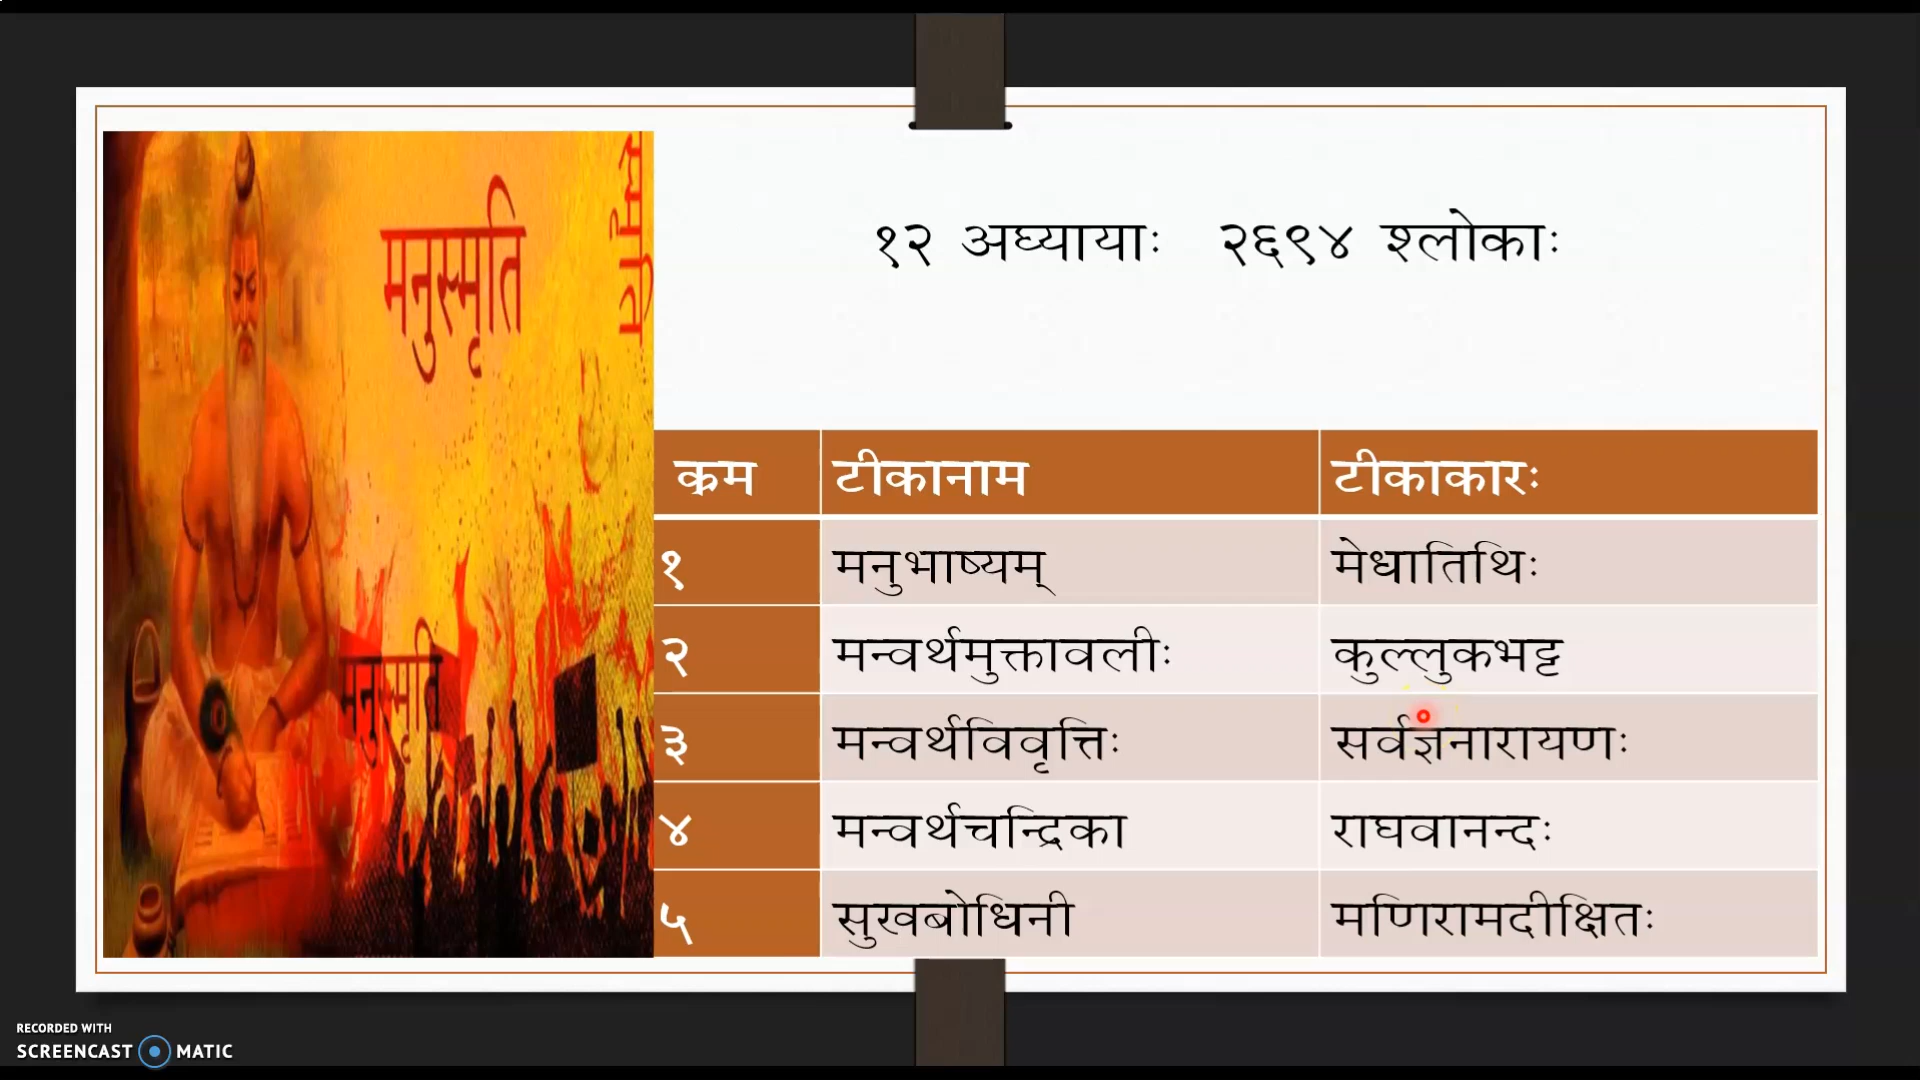 मनुस्मृति
स्मृति
मनुस्मृति
१२ अघ्यायाः २६९४ श्लोकाः
क्रम टीकानाम टीकाकारः
१ मनुभाष्यम् मेधातिथिः
२ मन्वर्थमुक्तावलीः कुल्लुकभट्ट
३ मन्वर्थविवृत्तिः सर्वज्ञनारायणः
४ मन्वर्थचन्द्रिका राघवानन्दः
५ सुखबोधिनी मणिरामदीक्षितः
RECORDED WITH
SCREENCAST MATIC